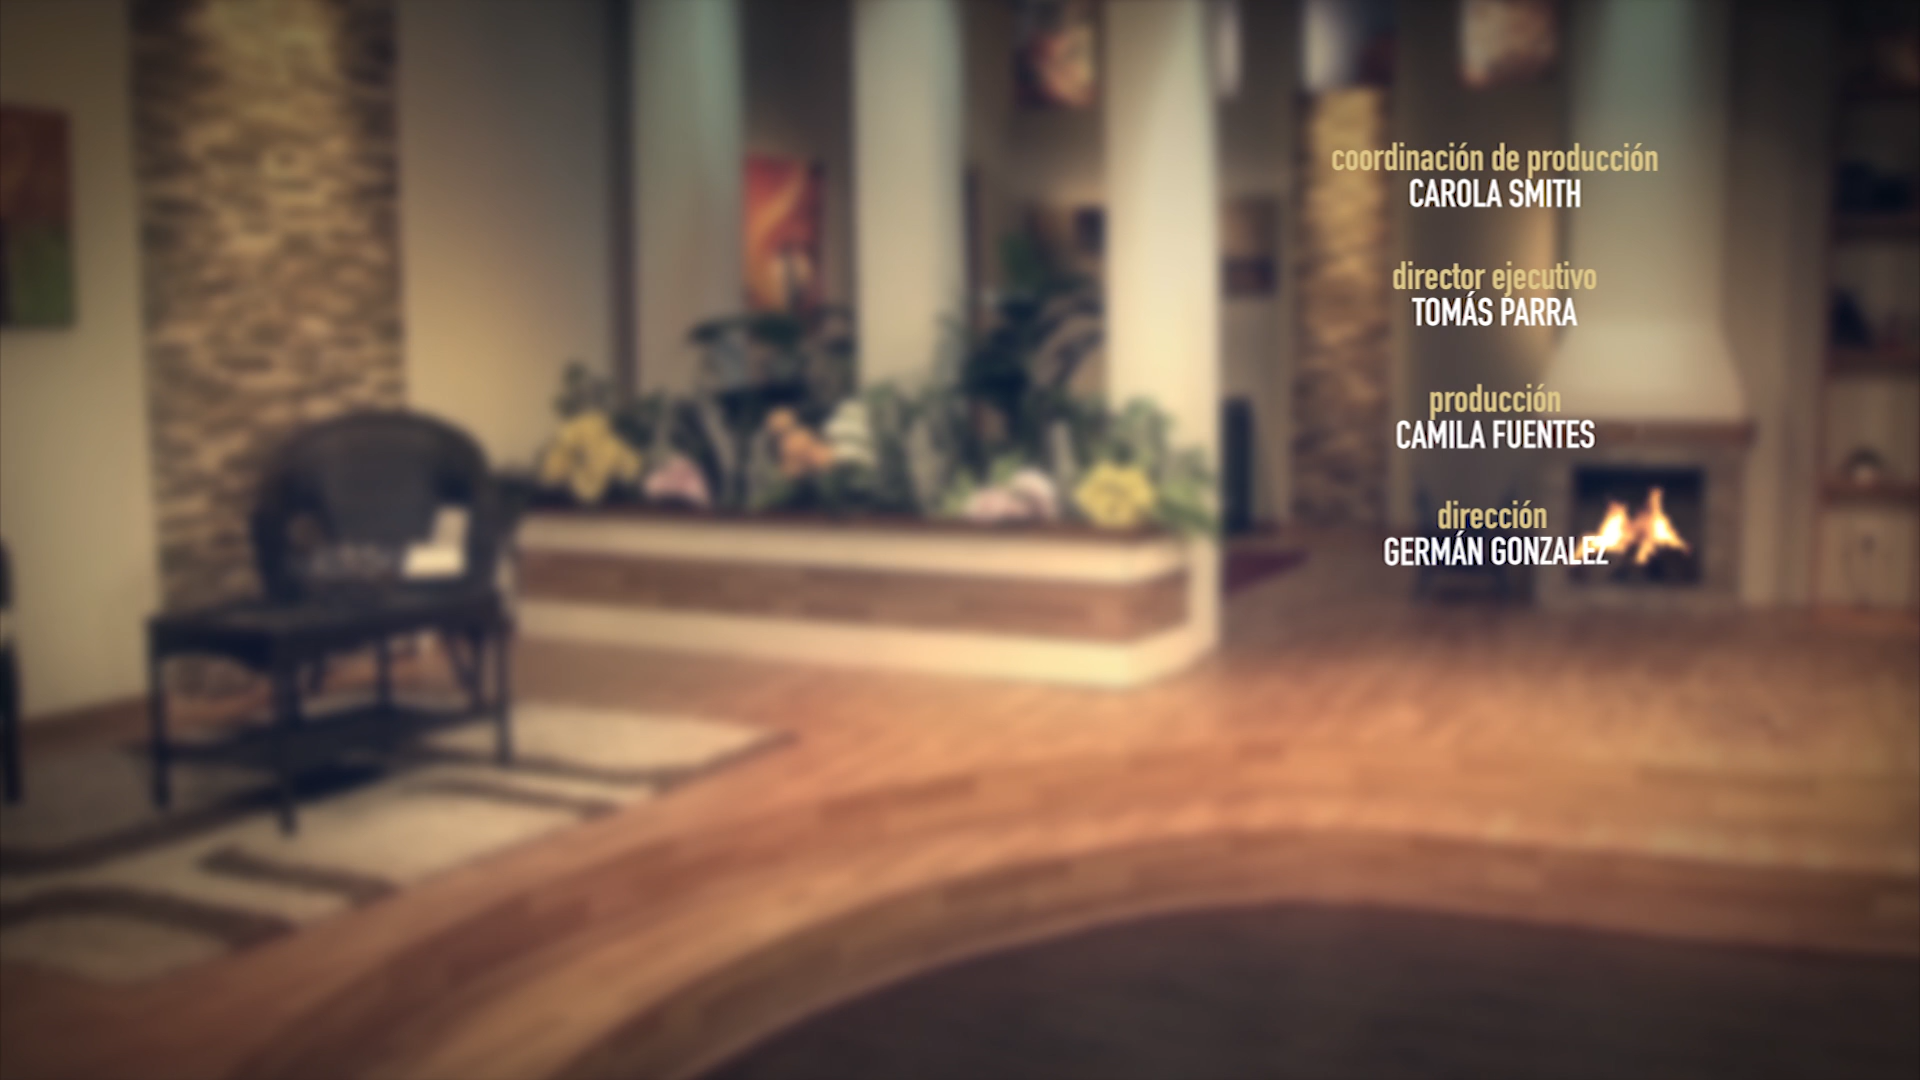 coordinación de producción
CAROLA SMITH
director ejecutivo
TOMÁS PARRA
producción
CAMILA FUENTES
dirección
GERMÁN GONZALEZ